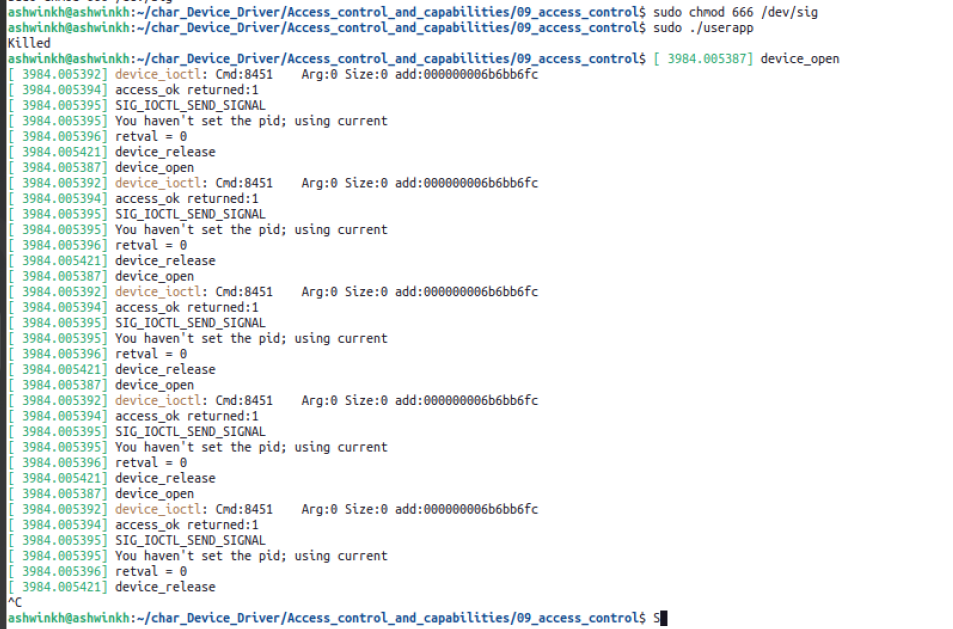 ashwinkh@ashwinkh:~/char_Device_Driver/Access_control_and_capabilities/09_access_control$ sudo chmod 666 /dev/sig
ashwinkh@ashwinkh:~/char_Device_Driver/Access_control_and_capabilities/09_access_control$ sudo ./userapp
Killed
ashwinkh@ashwinkh:~/char_Device_Driver/Access_control_and_capabilities/09_access_control$ [ 3984.005387] device_open
[ 3984.005392] device_ioctl: Cmd:8451    Arg:0 Size:0 add:000000006b6bb6fc
[ 3984.005394] access_ok returned:1
[ 3984.005395] SIG_IOCTL_SEND_SIGNAL
[ 3984.005395] You haven't set the pid; using current
[ 3984.005396] retval = 0
[ 3984.005421] device_release
[ 3984.005387] device_open
[ 3984.005392] device_ioctl: Cmd:8451    Arg:0 Size:0 add:000000006b6bb6fc
[ 3984.005394] access_ok returned:1
[ 3984.005395] SIG_IOCTL_SEND_SIGNAL
[ 3984.005395] You haven't set the pid; using current
[ 3984.005396] retval = 0
[ 3984.005421] device_release
[ 3984.005387] device_open
[ 3984.005392] device_ioctl: Cmd:8451    Arg:0 Size:0 add:000000006b6bb6fc
[ 3984.005394] access_ok returned:1
[ 3984.005395] SIG_IOCTL_SEND_SIGNAL
[ 3984.005395] You haven't set the pid; using current
[ 3984.005396] retval = 0
[ 3984.005421] device_release
[ 3984.005387] device_open
[ 3984.005392] device_ioctl: Cmd:8451    Arg:0 Size:0 add:000000006b6bb6fc
[ 3984.005394] access_ok returned:1
[ 3984.005395] SIG_IOCTL_SEND_SIGNAL
[ 3984.005395] You haven't set the pid; using current
[ 3984.005396] retval = 0
[ 3984.005421] device_release
[ 3984.005387] device_open
[ 3984.005392] device_ioctl: Cmd:8451    Arg:0 Size:0 add:000000006b6bb6fc
[ 3984.005394] access_ok returned:1
[ 3984.005395] SIG_IOCTL_SEND_SIGNAL
[ 3984.005395] You haven't set the pid; using current
[ 3984.005396] retval = 0
[ 3984.005421] device_release
^C
ashwinkh@ashwinkh:~/char_Device_Driver/Access_control_and_capabilities/09_access_control$ S